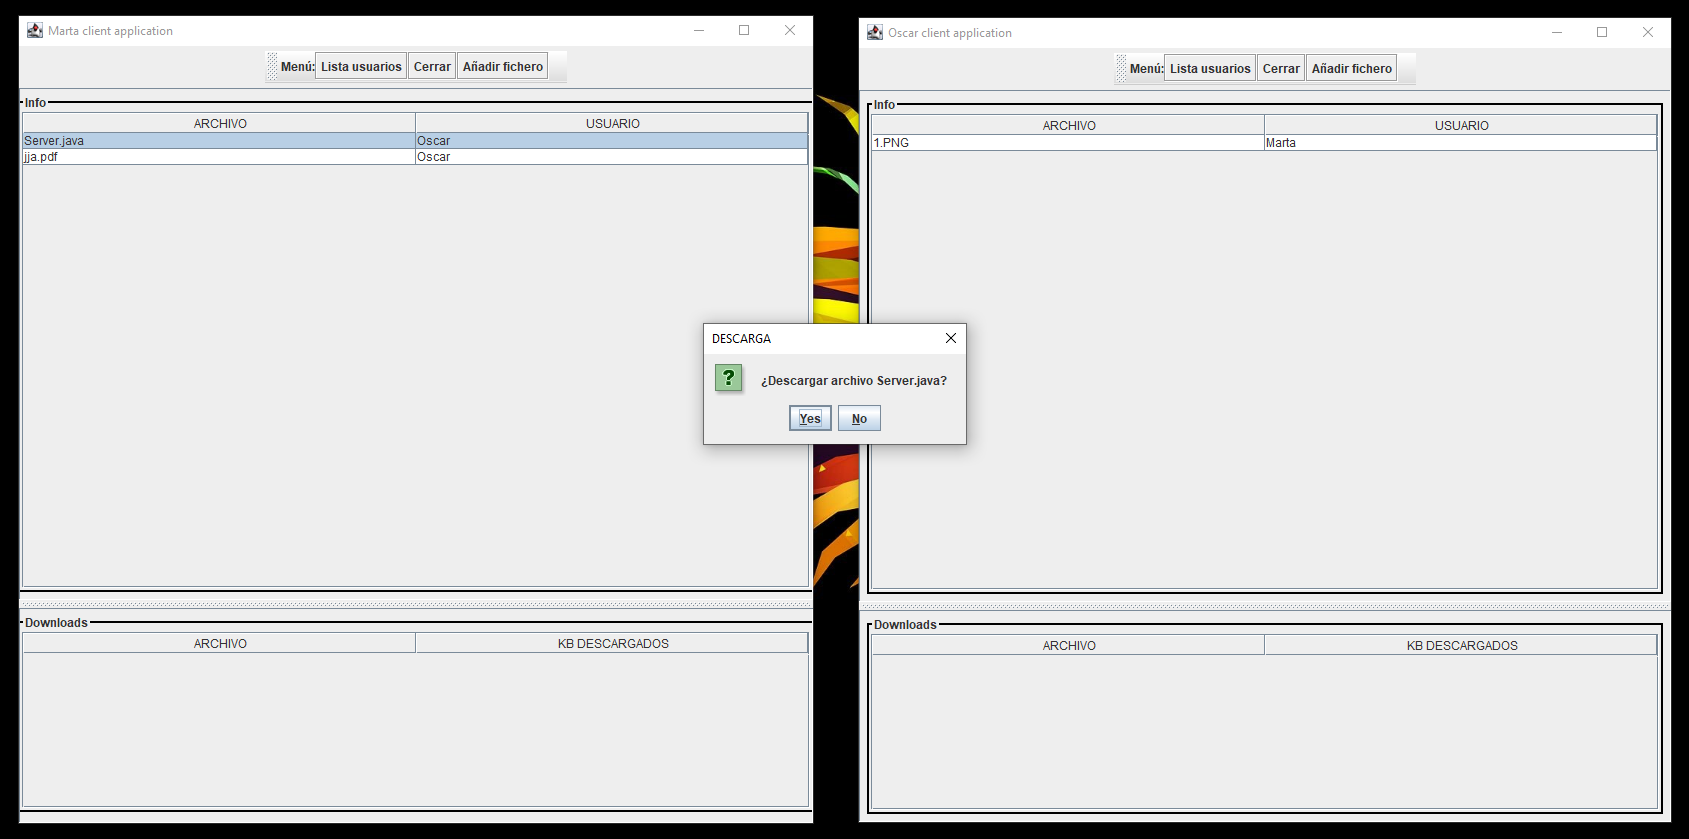 Marta client application
Menú: Lista usuarios Cerrar Añadir fichero
Info
ARCHIVO USUARIO
Server.java Oscar
jja.pdf Oscar
Downloads
ARCHIVO KB DESCARGADOS
DESCARGA
? ¿Descargar archivo Server.java?
Yes No
Oscar client application
Menú: Lista usuarios Cerrar Añadir fichero
Info
ARCHIVO USUARIO
1.PNG Marta
Downloads
ARCHIVO KB DESCARGADOS